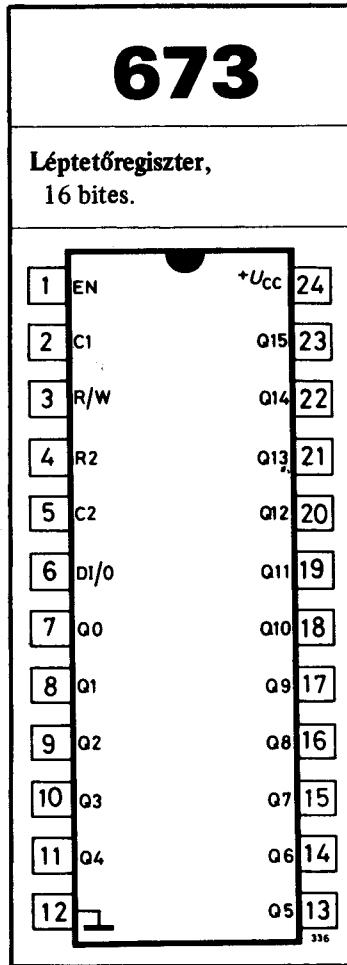 673
Léptetőregiszter,
16 bites.
1 EN +UCC 24
2 C1 Q15 23
3 R/W Q14 22
4 R2 Q13 21
5 C2 Q12 20
6 DI/O Q11 19
7 Q0 Q10 18
8 Q1 Q9 17
9 Q2 Q8 16
10 Q3 Q7 15
11 Q4 Q6 14
12 Q5 13
336